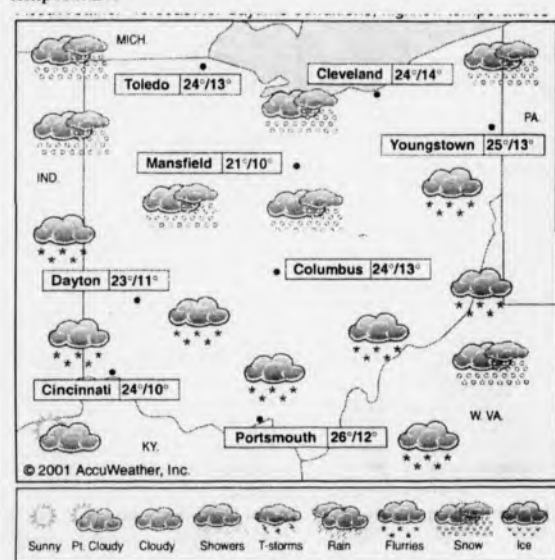 MICH.
Toledo 24°/13°
Cleveland 24°/14°
PA.
Youngstown 25°/13°
Mansfield 21°/10°
IND.
Columbus 24°/13°
Dayton 23°/11°
Cincinnati 24°/10°
W. VA.
KY.
Portsmouth 26°/12°
© 2001 AccuWeather, Inc.
Sunny Pt. Cloudy Cloudy Showers T-storms Rain Flurries Snow Ice